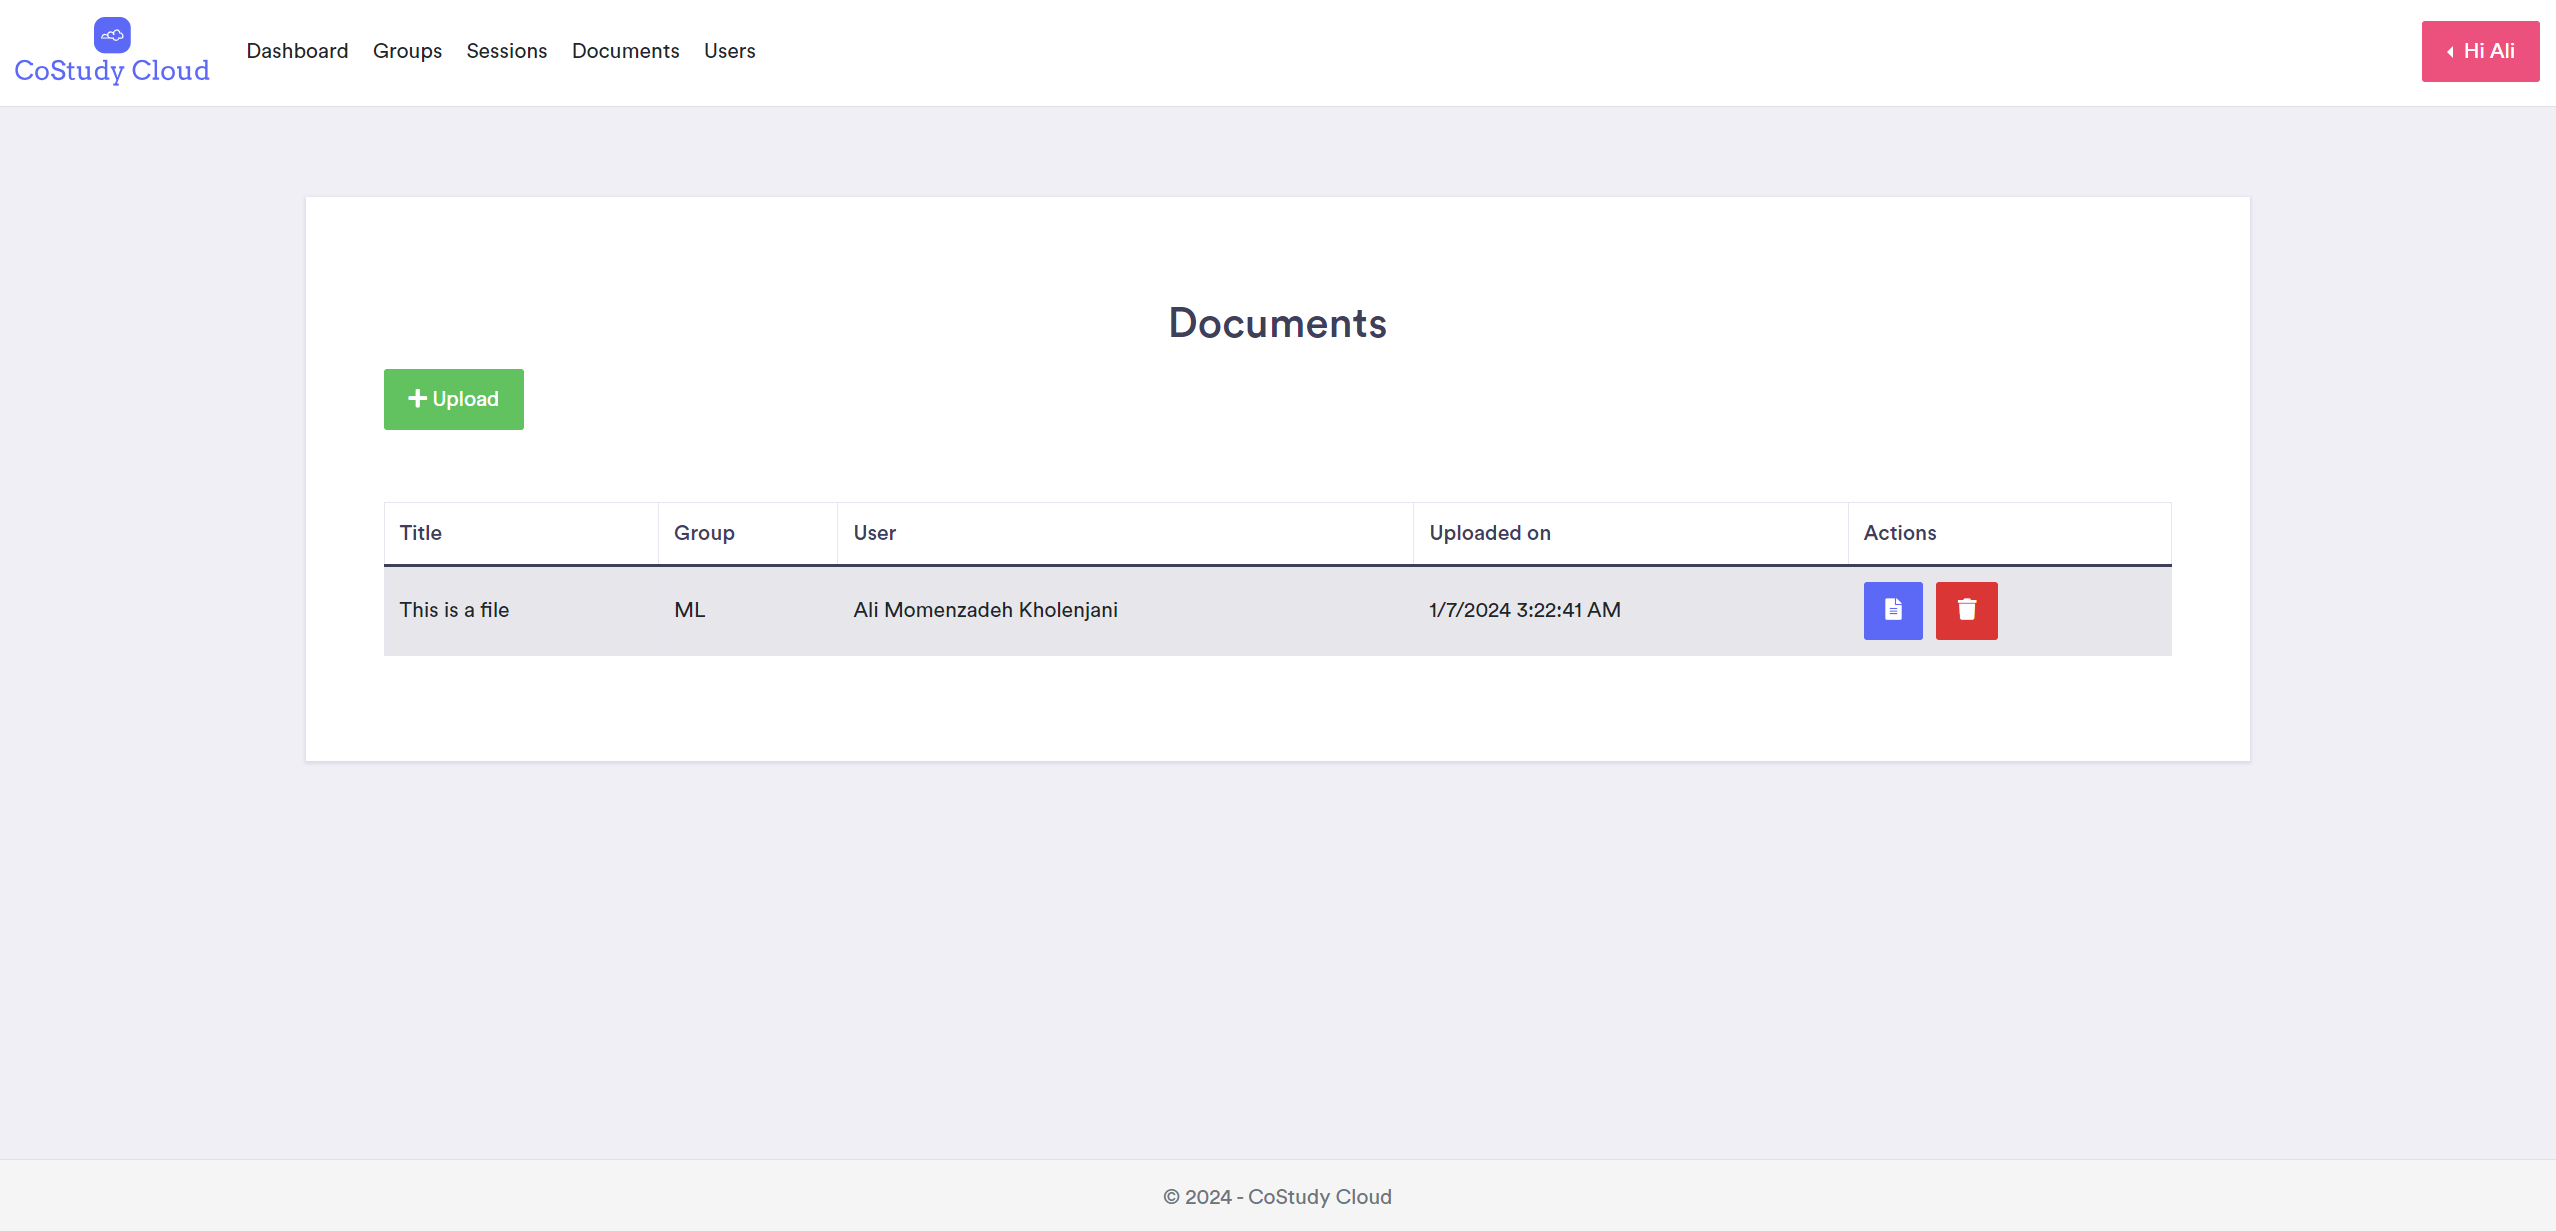 CoStudy Cloud
Dashboard Groups Sessions Documents Users
Hi Ali
Documents
Upload
Title Group User Uploaded on Actions
This is a file ML Ali Momenzadeh Kholenjani 1/7/2024 3:22:41 AM
© 2024 - CoStudy Cloud